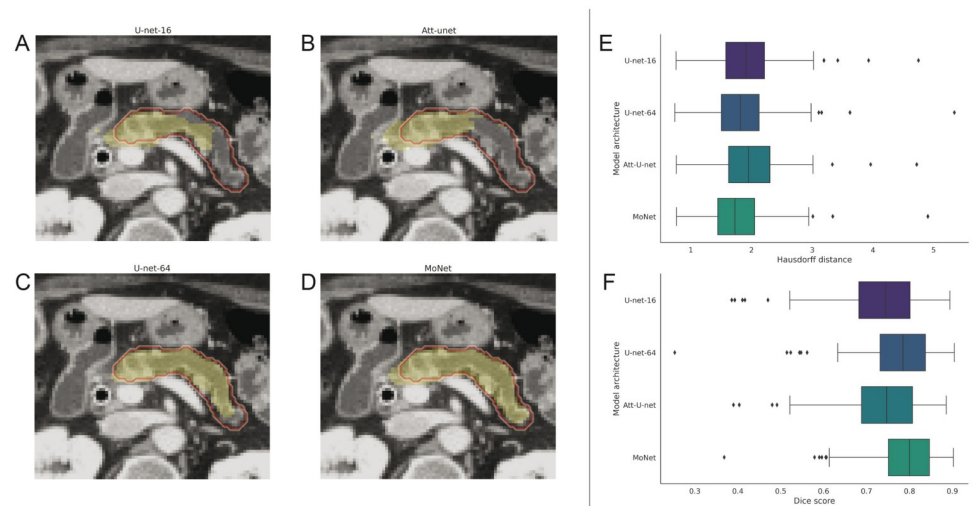 A
U-net-16
B
Att-unet
C
U-net-64
D
MoNet
E
Model architecture
U-net-16
U-net-64
Att-U-net
MoNet
1 2 3 4 5
Hausdorff distance
F
Model architecture
U-net-16
U-net-64
Att-U-net
MoNet
0.3 0.4 0.5 0.6 0.7 0.8 0.9
Dice score